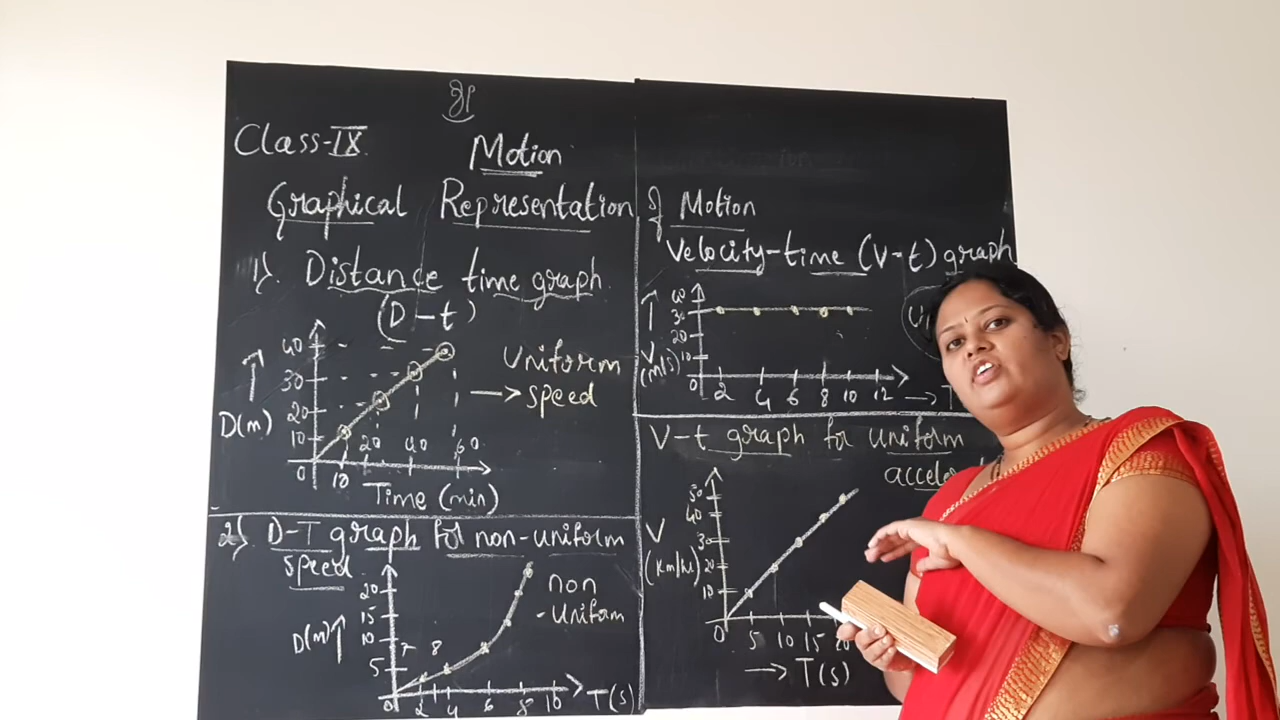 Class-IX
Motion
Graphical Representation of Motion
1). Distance time graph
(D-t)
40
30
20
10
0
D(m)
Uniform
speed
10 20 40 60
Time (min)
2) D-T graph for non-uniform
speed
20
15
10
5
0
D(m)
7 8
non
-Uniform
2 4 6 8 10 T(s)
Velocity-time (V-t) graph
30
20
10
0
V
(m/s)
2 4 6 8 10 12 T
V-t graph for uniform
50
40
30
20
10
0
V
(Km/hr)
5 10 15 20
T(s)